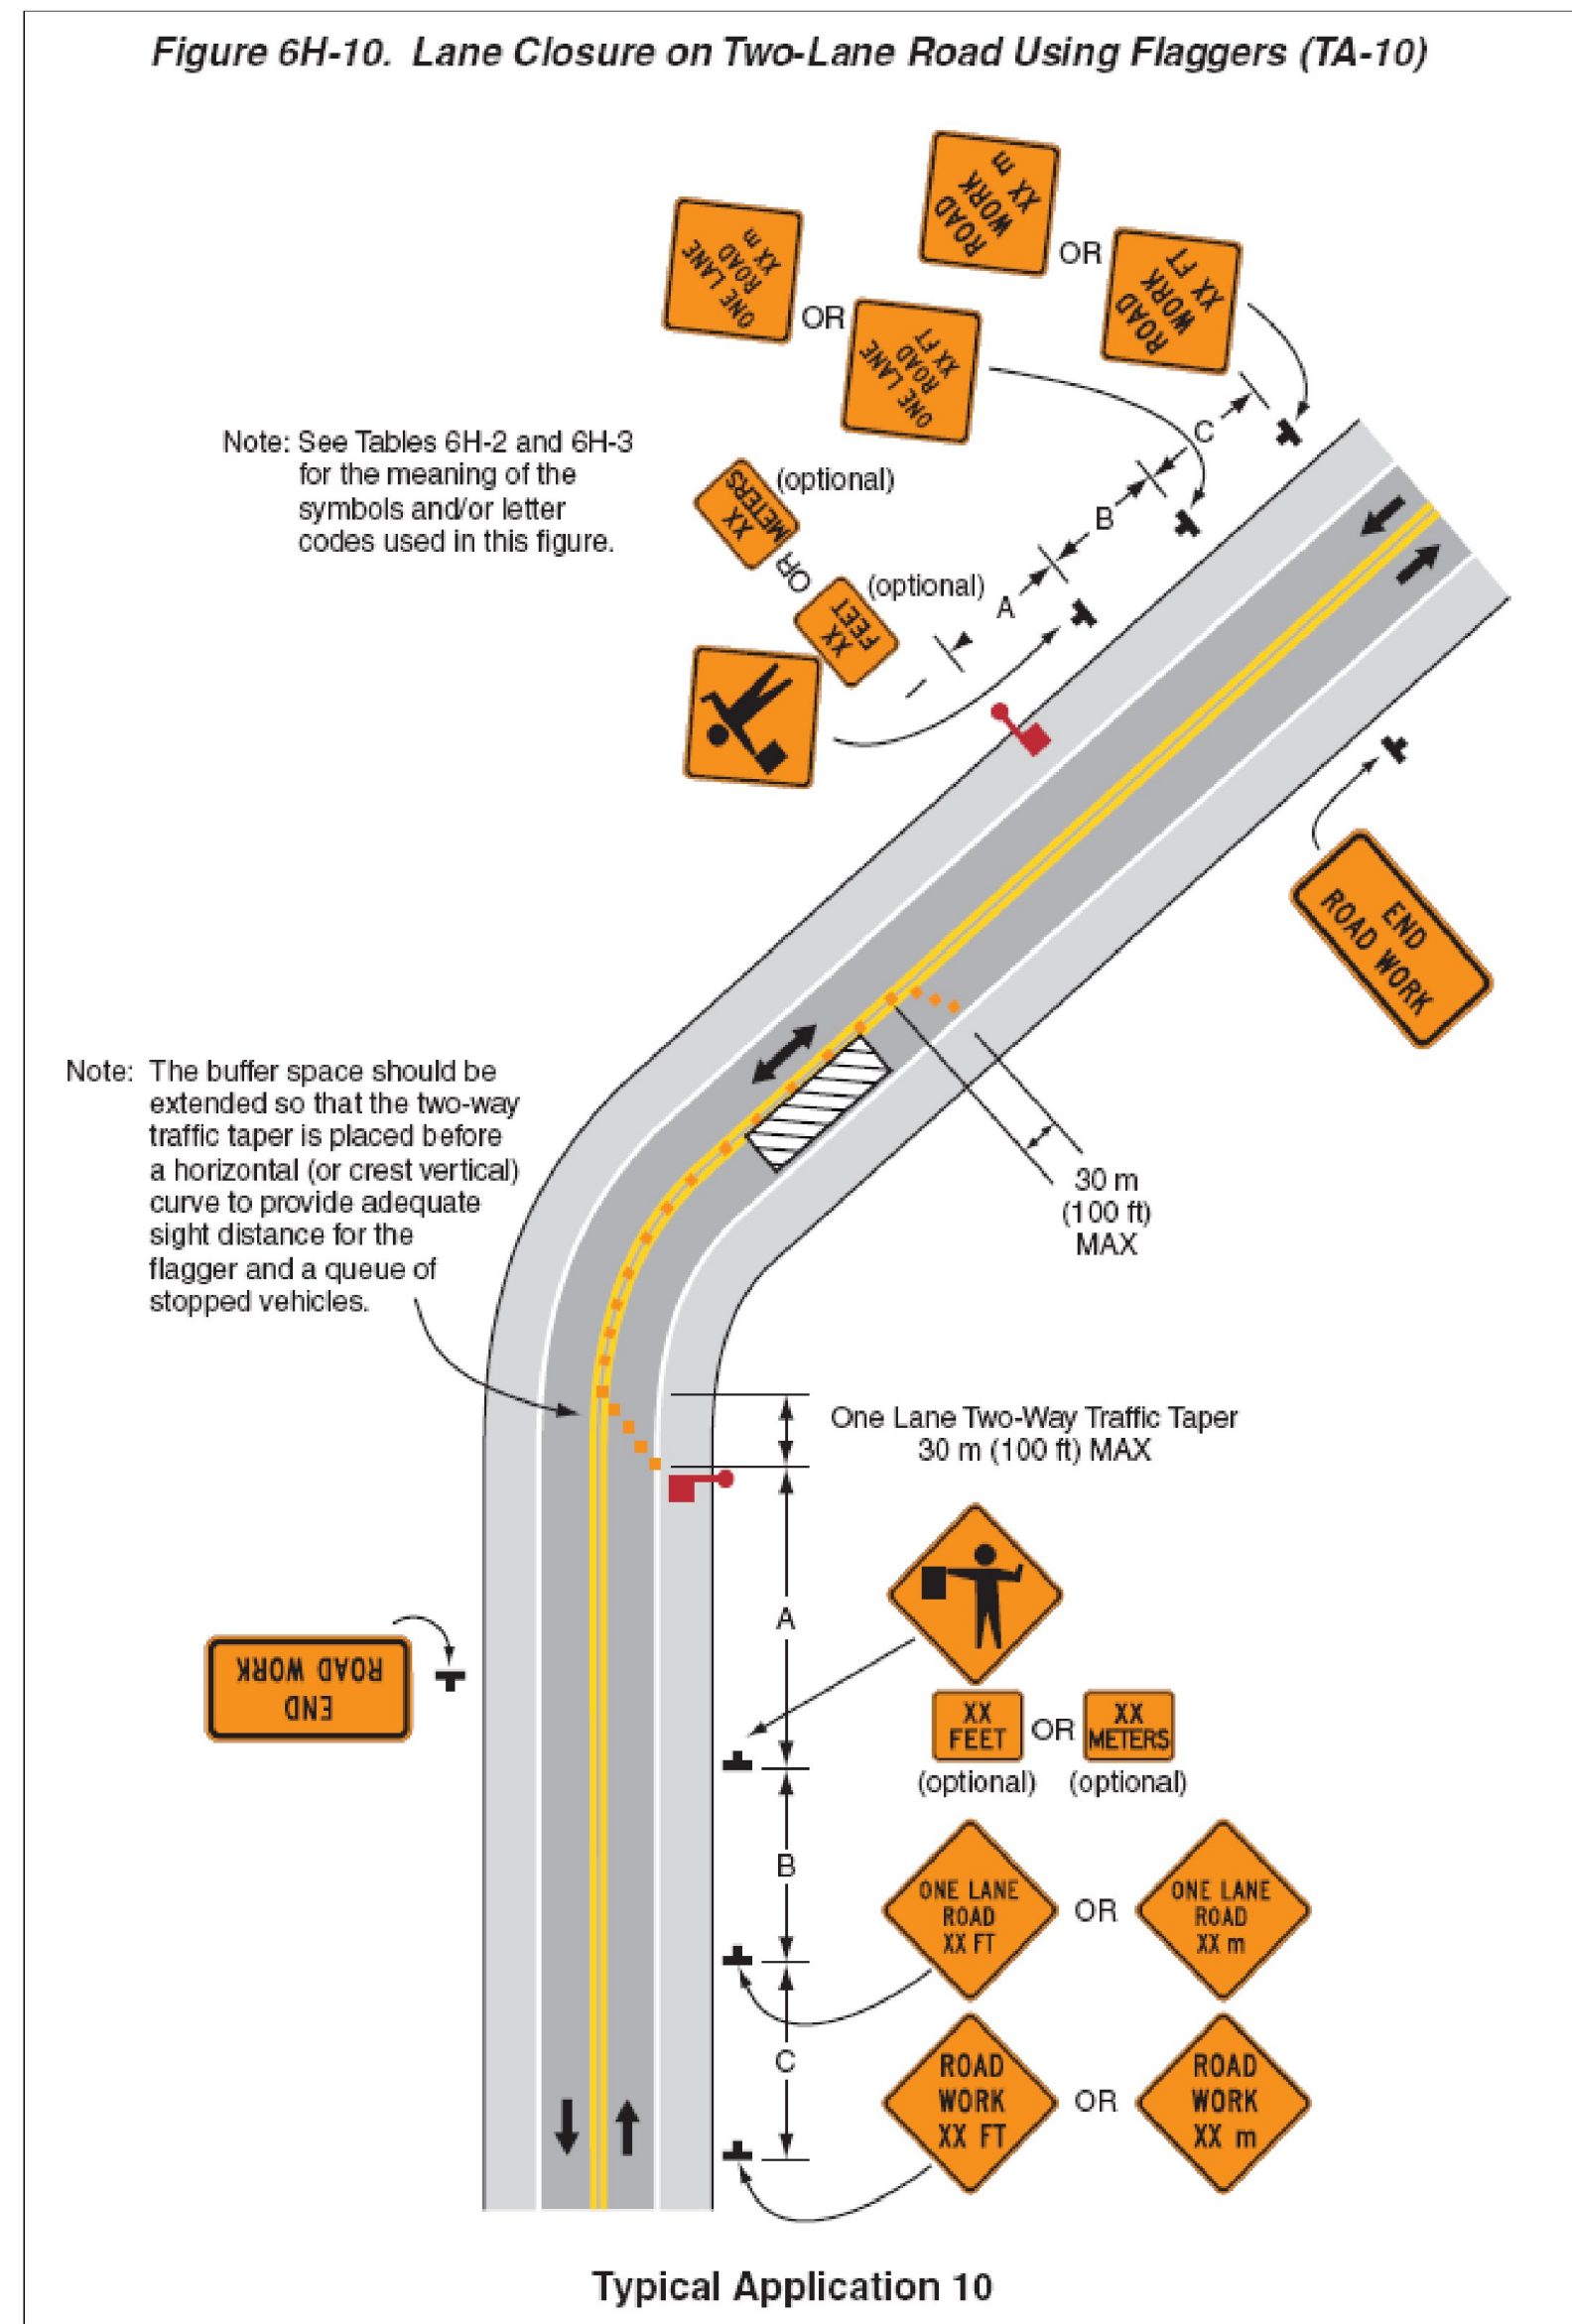 Figure 6H-10. Lane Closure on Two-Lane Road Using Flaggers (TA-10)
ROAD
WORK
XX m
OR
ROAD
WORK
XX FT
ONE LANE
ROAD
XX m
OR
ONE LANE
ROAD
XX FT
C
B
A
Note: See Tables 6H-2 and 6H-3
for the meaning of the
symbols and/or letter
codes used in this figure.
XX
METERS
(optional)
OR
XX
FEET
(optional)
END
ROAD WORK
Note: The buffer space should be
extended so that the two-way
traffic taper is placed before
a horizontal (or crest vertical)
curve to provide adequate
sight distance for the
flagger and a queue of
stopped vehicles.
30 m
(100 ft)
MAX
One Lane Two-Way Traffic Taper
30 m (100 ft) MAX
A
END
ROAD WORK
XX
FEET
OR
XX
METERS
(optional)
(optional)
B
ONE LANE
ROAD
XX FT
OR
ONE LANE
ROAD
XX m
C
ROAD
WORK
XX FT
OR
ROAD
WORK
XX m
Typical Application 10